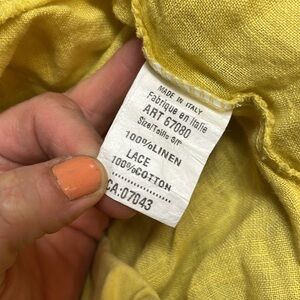 MADE IN ITALY
Fabriqué en Italie
ART 67080
Size/Taille S/P
100%LINEN
LACE
100%COTTON
CA:07043